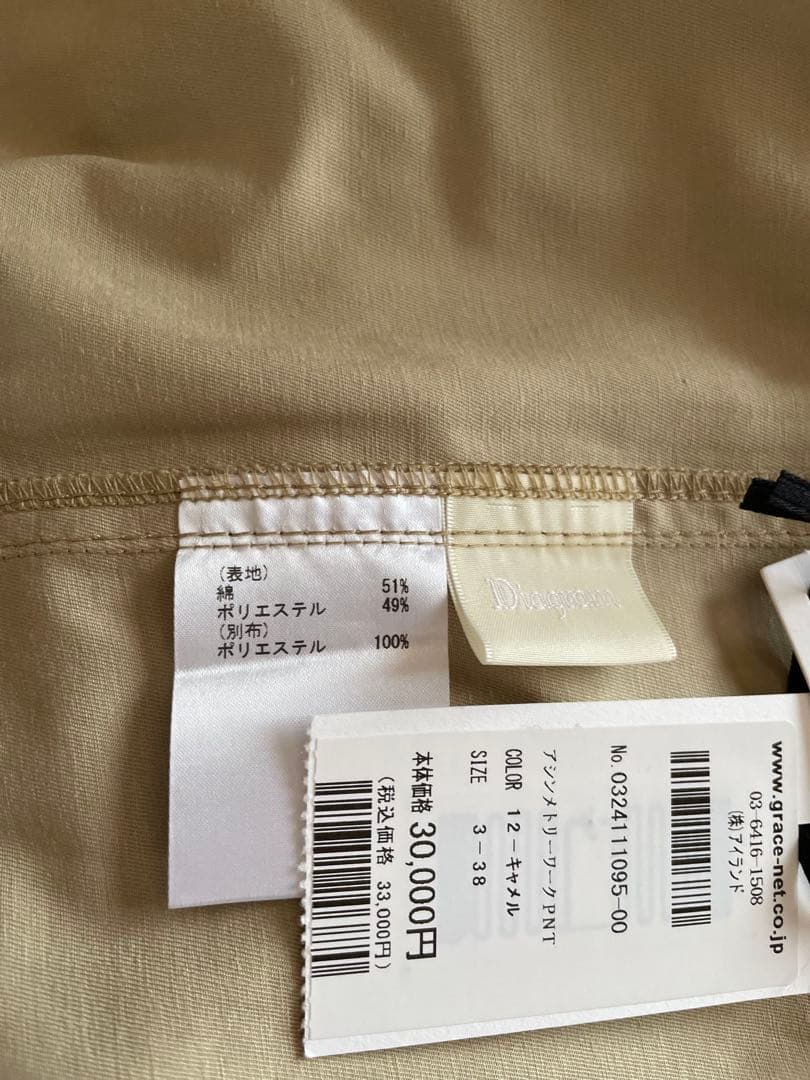 (表地)
綿 51%
ポリエステル 49%
(別布)
ポリエステル 100%
Diagram
www.grace-net.co.jp
03-6416-1508
(株)アイランド
No. 0324111095-00
アシンメトリーワークPNT
COLOR 12-キャメル
SIZE 3-38
本体価格 30,000円
(税込価格 33,000円)